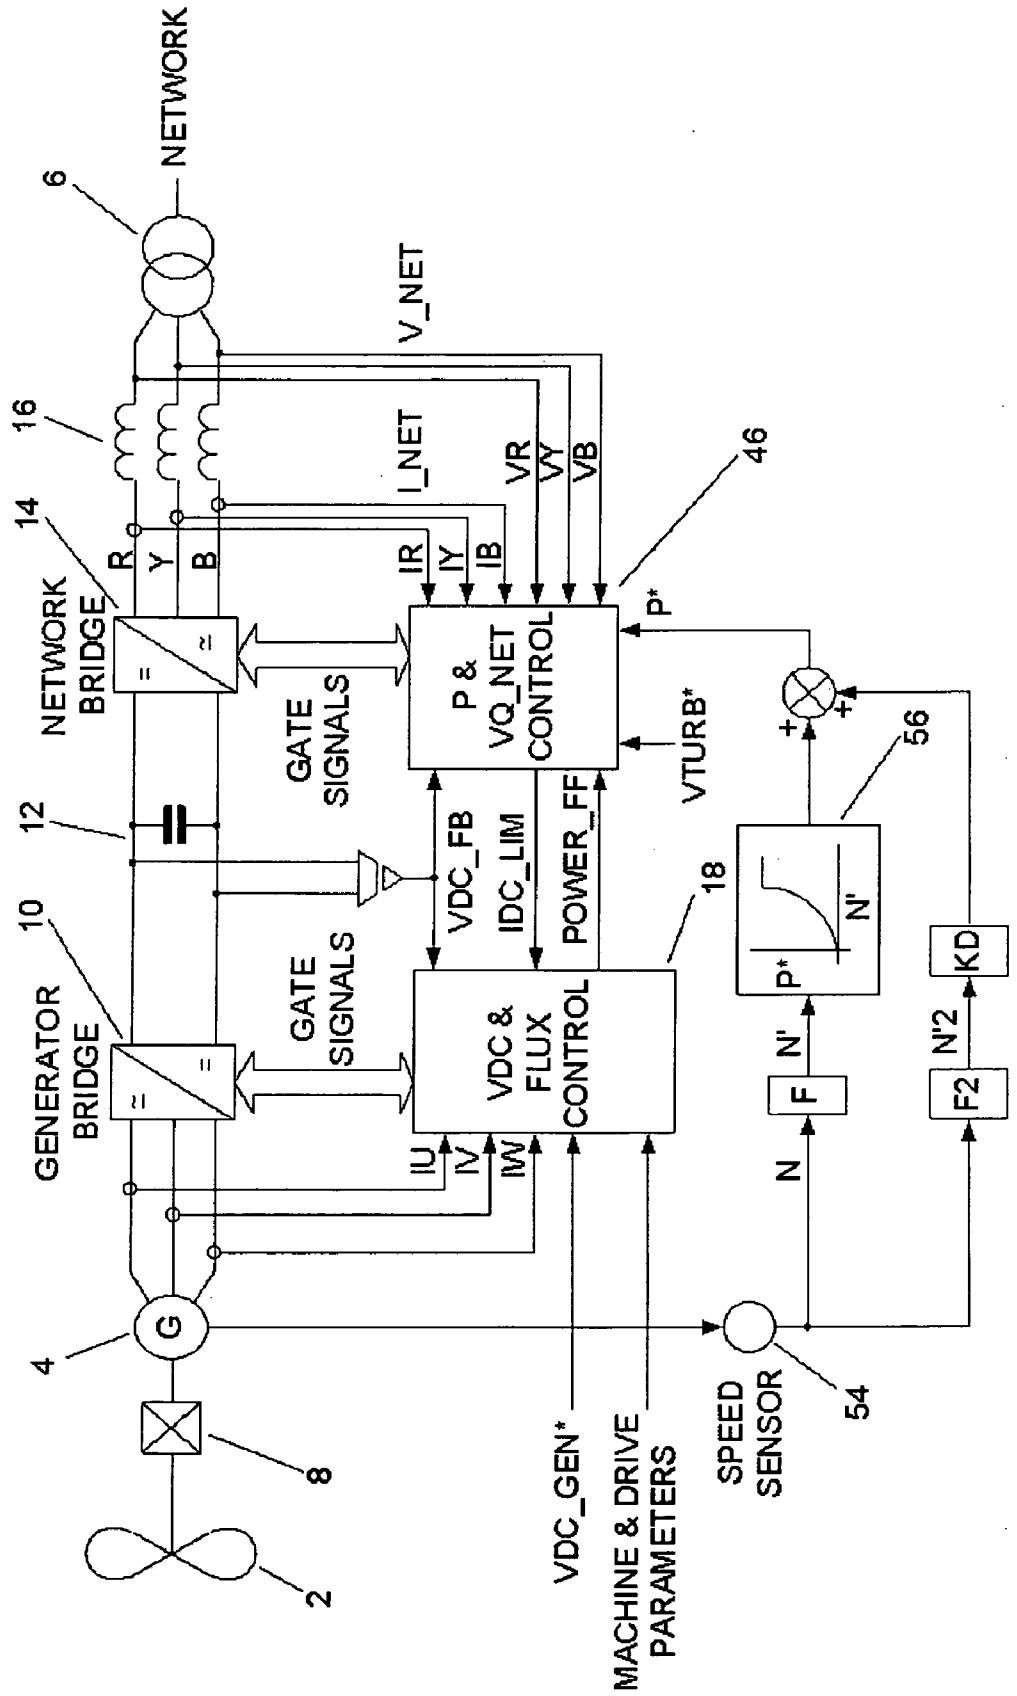 NETWORK
6
16
14
NETWORK
BRIDGE
12
10
GENERATOR
BRIDGE
4
8
2
G
R
Y
B
=
≈
≈
=
V_NET
I_NET
IR
IY
IB
VR
VY
VB
46
GATE
SIGNALS
GATE
SIGNALS
P &
VQ_NET
CONTROL
P*
VTURB*
VDC_FB
IDC_LIM
POWER_FF
18
VDC &
FLUX
CONTROL
IU
IV
IW
VDC_GEN*
MACHINE & DRIVE
PARAMETERS
SPEED
SENSOR
54
N
F
N'
P*
N'
56
+
+
F2
N'2
KD